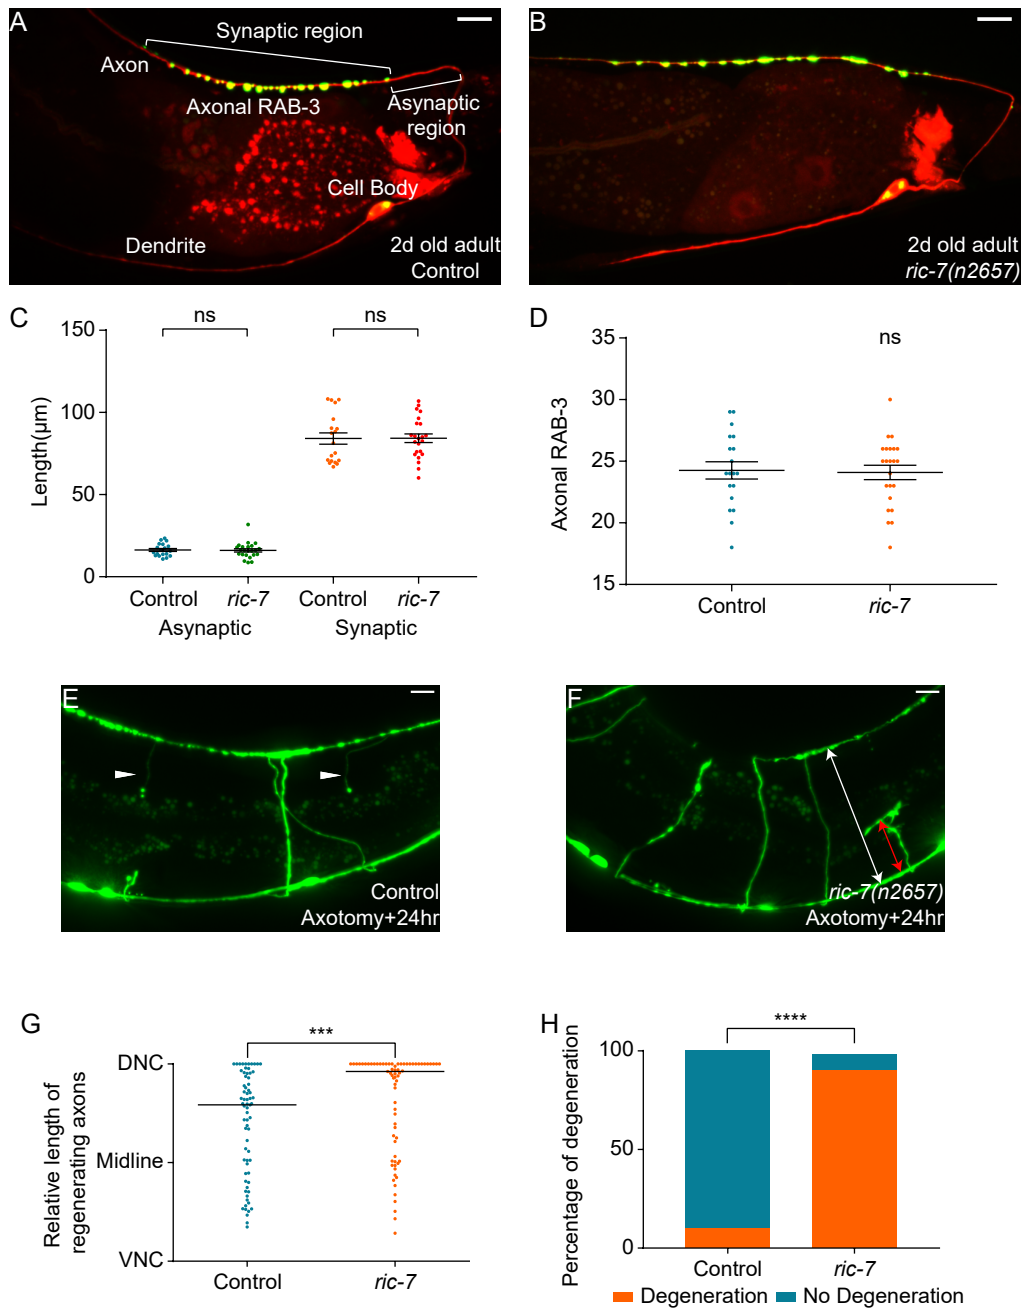 A
Synaptic region
Axon
Axonal RAB-3
Asynaptic
region
Cell Body
Dendrite
2d old adult
Control
B
2d old adult
ric-7(n2657)
C
ns
ns
150
100
50
0
Length(µm)
Control
ric-7
Control
ric-7
Asynaptic
Synaptic
D
ns
35
30
25
20
15
Axonal RAB-3
Control
ric-7
E
Control
Axotomy+24hr
F
ric-7(n2657)
Axotomy+24hr
G
***
DNC
Midline
VNC
Relative length of
regenerating axons
Control
ric-7
H
****
100
50
0
Percentage of degeneration
Control
ric-7
Degeneration
No Degeneration